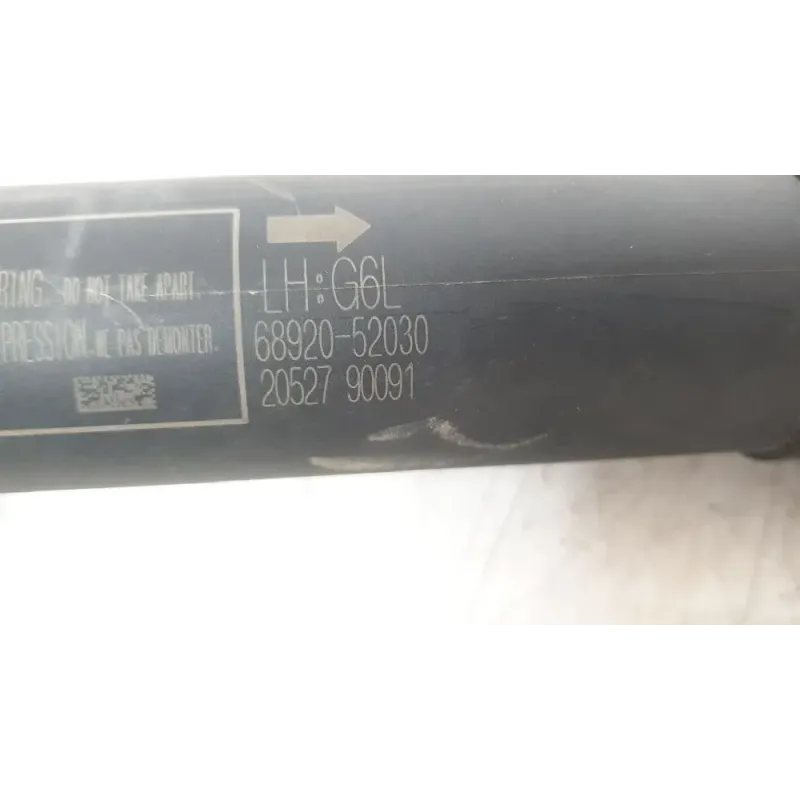 RING. DO NOT TAKE APART.
PRESSION. NE PAS DEMONTER.
LH:G6L
68920-52030
20527 90091